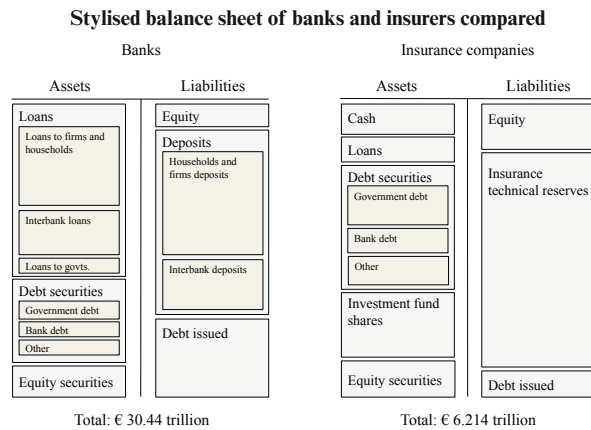 Stylised balance sheet of banks and insurers compared
Banks
Assets
Liabilities
Loans
Loans to firms and
households
Interbank loans
Loans to govts.
Debt securities
Government debt
Bank debt
Other
Equity securities
Equity
Deposits
Households and
firms deposits
Interbank deposits
Debt issued
Total: € 30.44 trillion
Insurance companies
Assets
Liabilities
Cash
Loans
Debt securities
Government debt
Bank debt
Other
Investment fund
shares
Equity securities
Equity
Insurance
technical reserves
Debt issued
Total: € 6.214 trillion